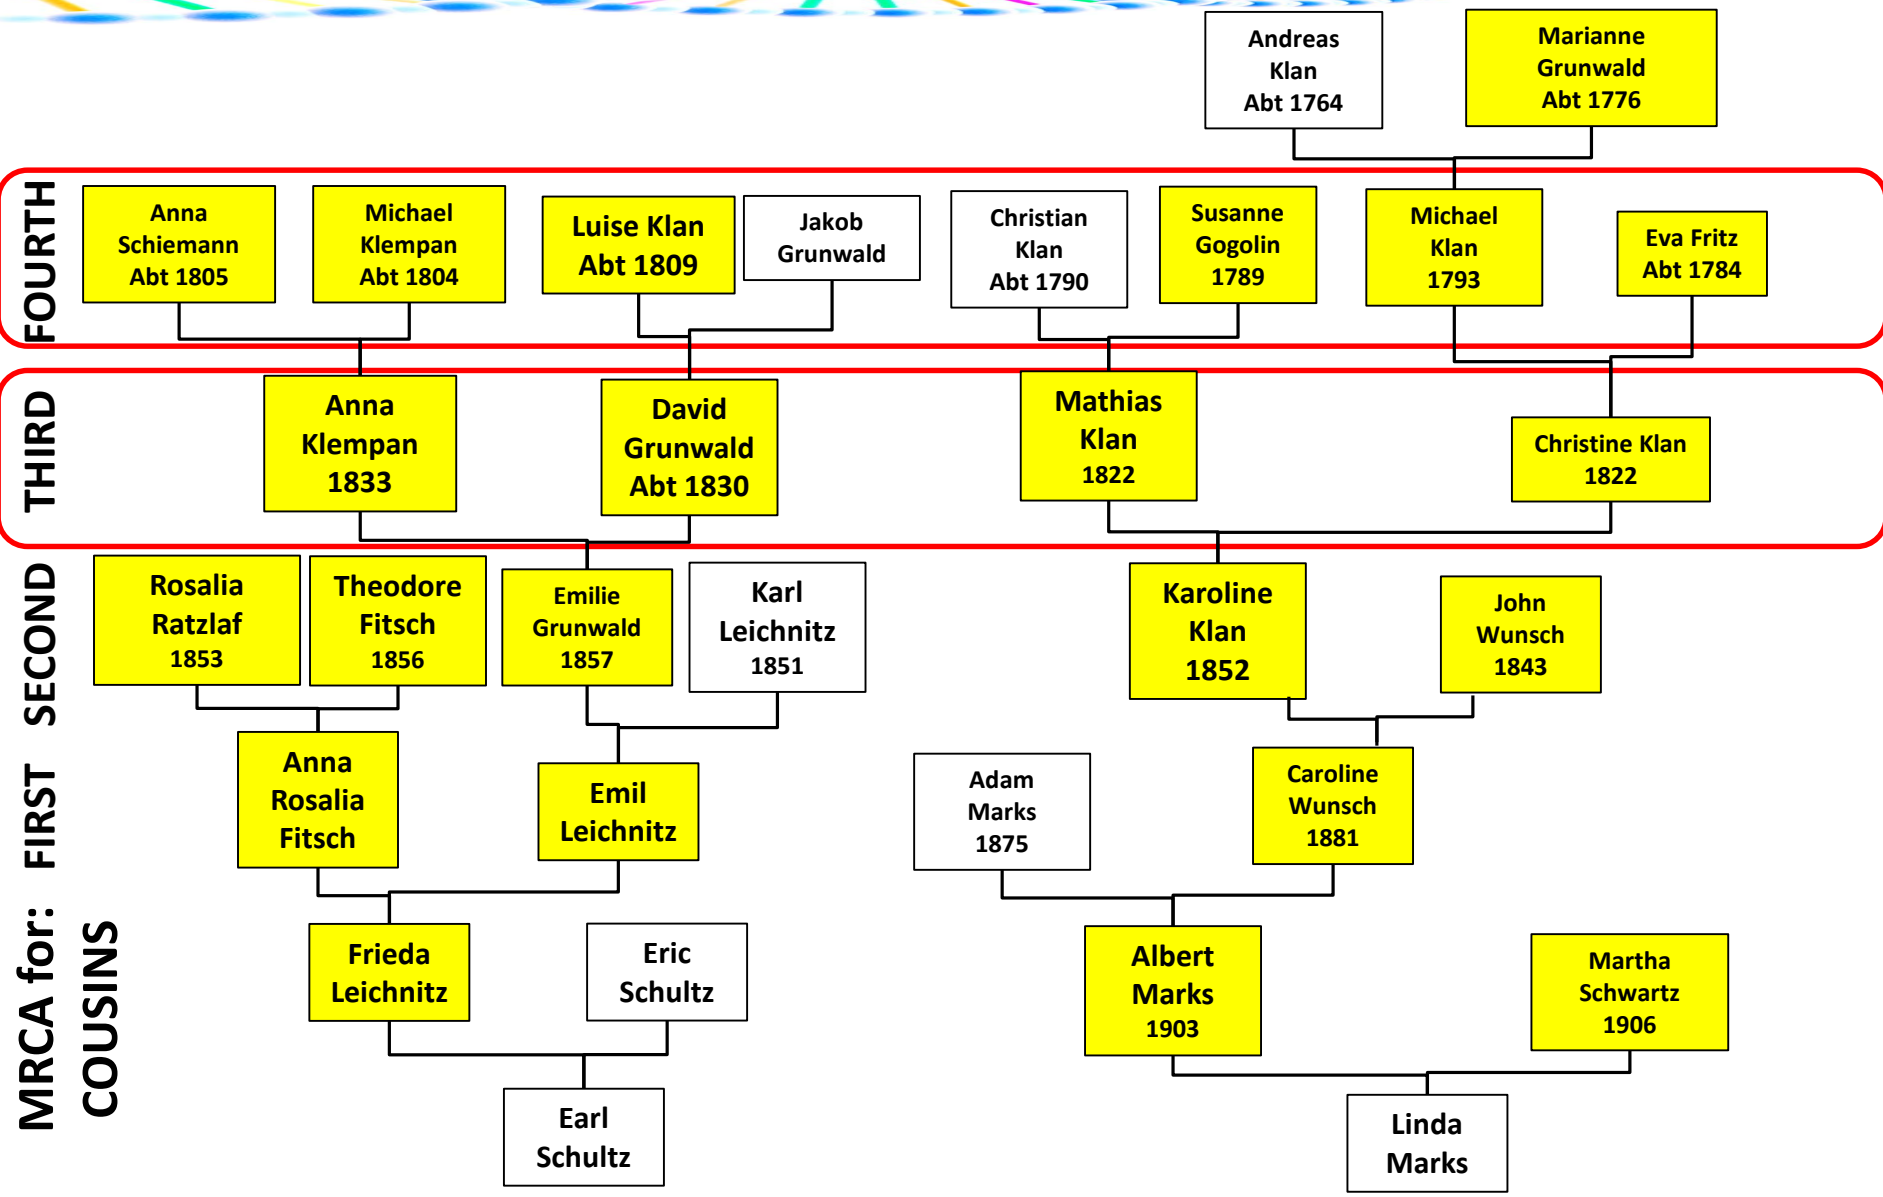 Andreas
Klan
Abt 1764
Marianne
Grunwald
Abt 1776
FOURTH
Anna
Schiemann
Abt 1805
Michael
Klempan
Abt 1804
Luise Klan
Abt 1809
Jakob
Grunwald
Christian
Klan
Abt 1790
Susanne
Gogolin
1789
Michael
Klan
1793
Eva Fritz
Abt 1784
THIRD
Anna
Klempan
1833
David
Grunwald
Abt 1830
Mathias
Klan
1822
Christine Klan
1822
SECOND
Rosalia
Ratzlaf
1853
Theodore
Fitsch
1856
Emilie
Grunwald
1857
Karl
Leichnitz
1851
Karoline
Klan
1852
John
Wunsch
1843
FIRST
Anna
Rosalia
Fitsch
Emil
Leichnitz
Adam
Marks
1875
Caroline
Wunsch
1881
MRCA for:
COUSINS
Frieda
Leichnitz
Eric
Schultz
Albert
Marks
1903
Martha
Schwartz
1906
Earl
Schultz
Linda
Marks